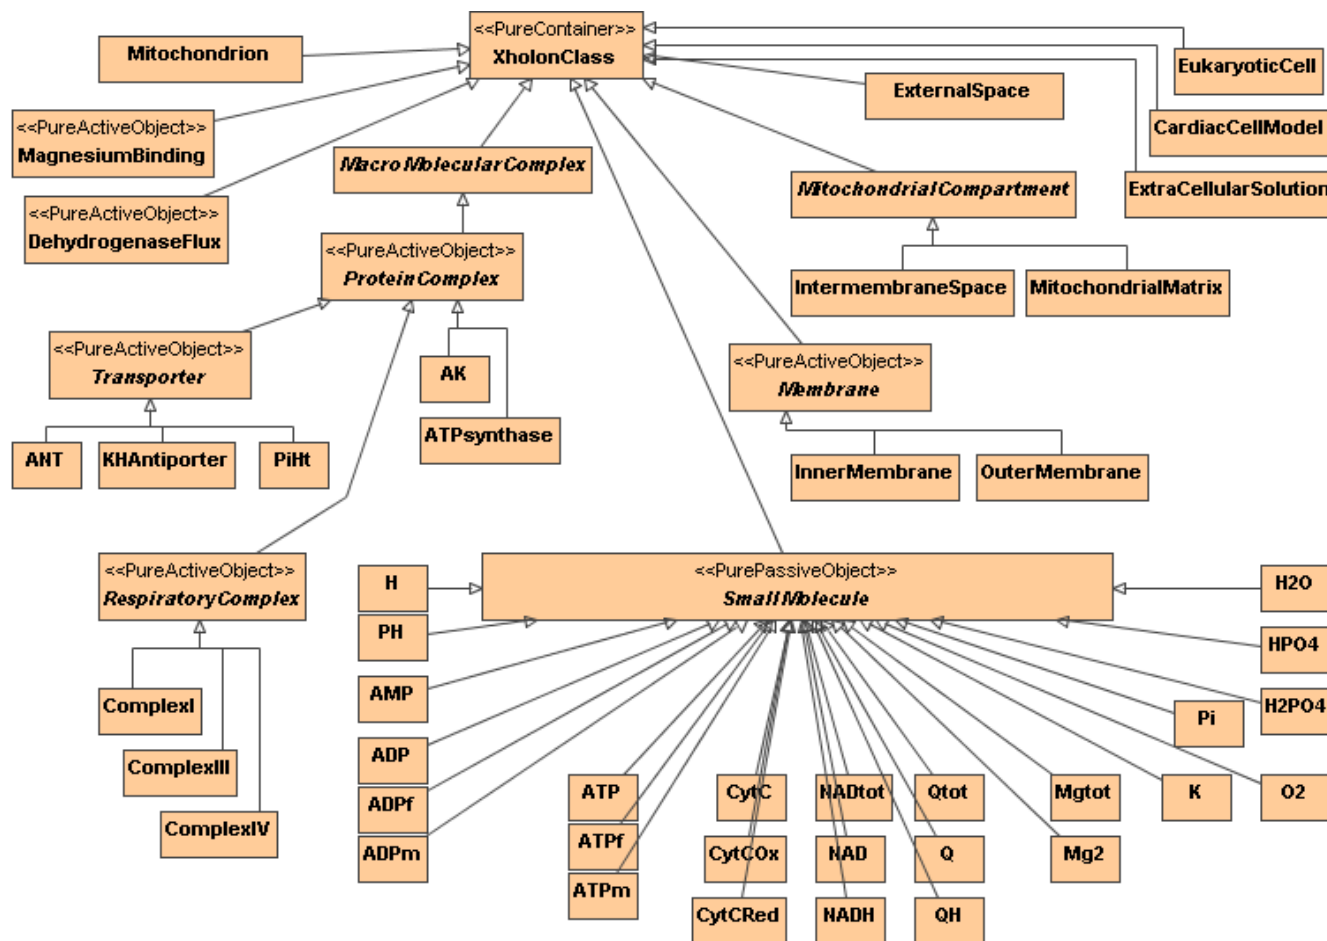 <<PureContainer>>
XholonClass
Mitochondrion
EukaryoticCell
ExternalSpace
<<PureActiveObject>>
MagnesiumBinding
CardiacCellModel
MacroMolecularComplex
MitochondrialCompartment
ExtraCellularSolution
<<PureActiveObject>>
DehydrogenaseFlux
<<PureActiveObject>>
ProteinComplex
IntermembraneSpace
MitochondrialMatrix
<<PureActiveObject>>
Transporter
AK
<<PureActiveObject>>
Membrane
ATPsynthase
ANT
KHAntiporter
PiHt
InnerMembrane
OuterMembrane
<<PureActiveObject>>
RespiratoryComplex
<<PurePassiveObject>>
SmallMolecule
H
H2O
PH
HPO4
AMP
H2PO4
ComplexI
Pi
ADP
ComplexIII
ADPf
ATP
CytC
NADtot
Qtot
Mgtot
K
O2
ComplexIV
ADPm
ATPf
CytCOx
NAD
Q
Mg2
ATPm
CytCRed
NADH
QH